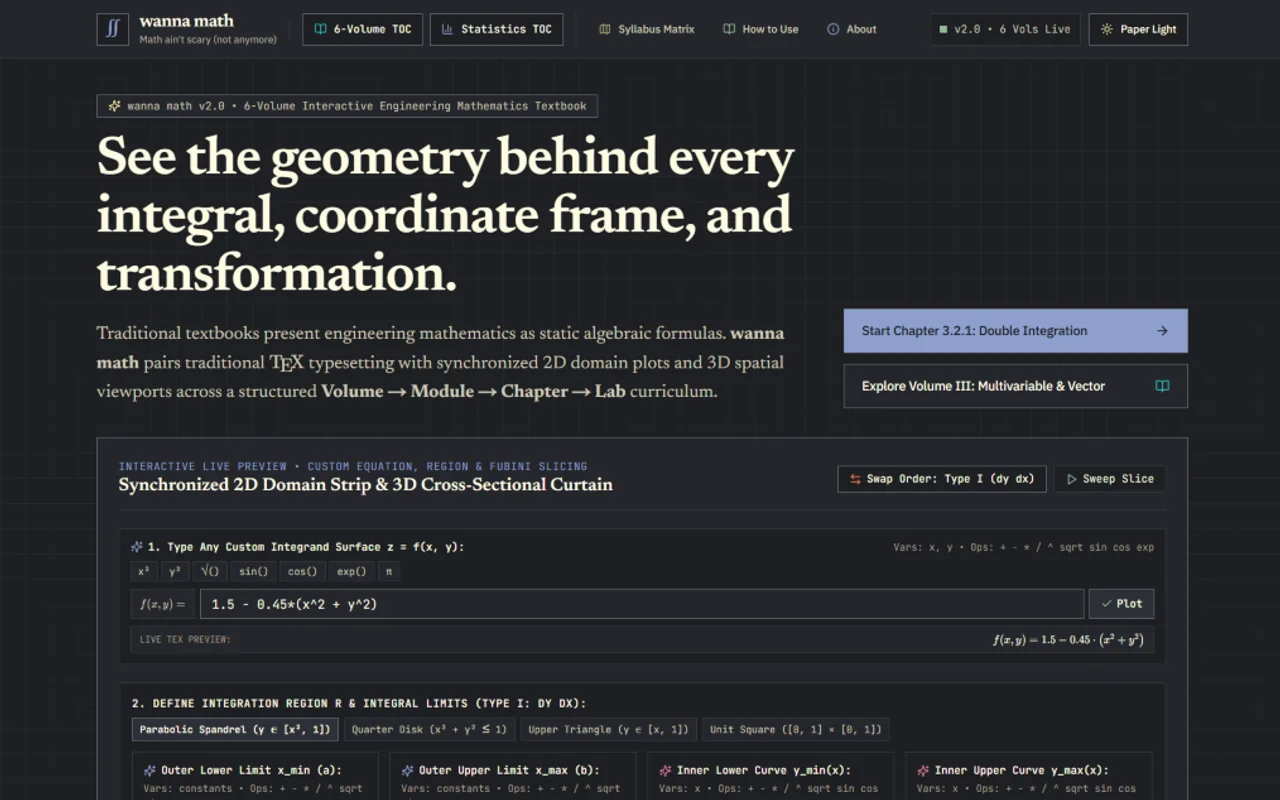 ∬
wanna math
Math ain't scary (not anymore)
6-Volume TOC
Statistics TOC
Syllabus Matrix
How to Use
About
v2.0 • 6 Vols Live
Paper Light
wanna math v2.0 • 6-Volume Interactive Engineering Mathematics Textbook
See the geometry behind every
integral, coordinate frame, and
transformation.
Traditional textbooks present engineering mathematics as static algebraic formulas. wanna
math pairs traditional TEX typesetting with synchronized 2D domain plots and 3D spatial
viewports across a structured Volume → Module → Chapter → Lab curriculum.
Start Chapter 3.2.1: Double Integration →
Explore Volume III: Multivariable & Vector
INTERACTIVE LIVE PREVIEW • CUSTOM EQUATION, REGION & FUBINI SLICING
Synchronized 2D Domain Strip & 3D Cross-Sectional Curtain
Swap Order: Type I (dy dx)
Sweep Slice
1. Type Any Custom Integrand Surface z = f(x, y):
Vars: x, y • Ops: + - * / ^ sqrt sin cos exp
x² y² √() sin() cos() exp() π
f(x,y) =
1.5 - 0.45*(x^2 + y^2)
Plot
LIVE TEX PREVIEW:
f(x,y) = 1.5 − 0.45 · (x² + y²)
2. DEFINE INTEGRATION REGION R & INTEGRAL LIMITS (TYPE I: DY DX):
Parabolic Spandrel (y ∈ [x², 1])
Quarter Disk (x² + y² ≤ 1)
Upper Triangle (y ∈ [x, 1])
Unit Square ([0, 1] × [0, 1])
Outer Lower Limit x_min (a):
Vars: constants • Ops: + - * / ^ sqrt
Outer Upper Limit x_max (b):
Vars: constants • Ops: + - * / ^ sqrt
Inner Lower Curve y_min(x):
Vars: x • Ops: + - * / ^ sqrt sin cos
Inner Upper Curve y_max(x):
Vars: x • Ops: + - * / ^ sqrt sin cos